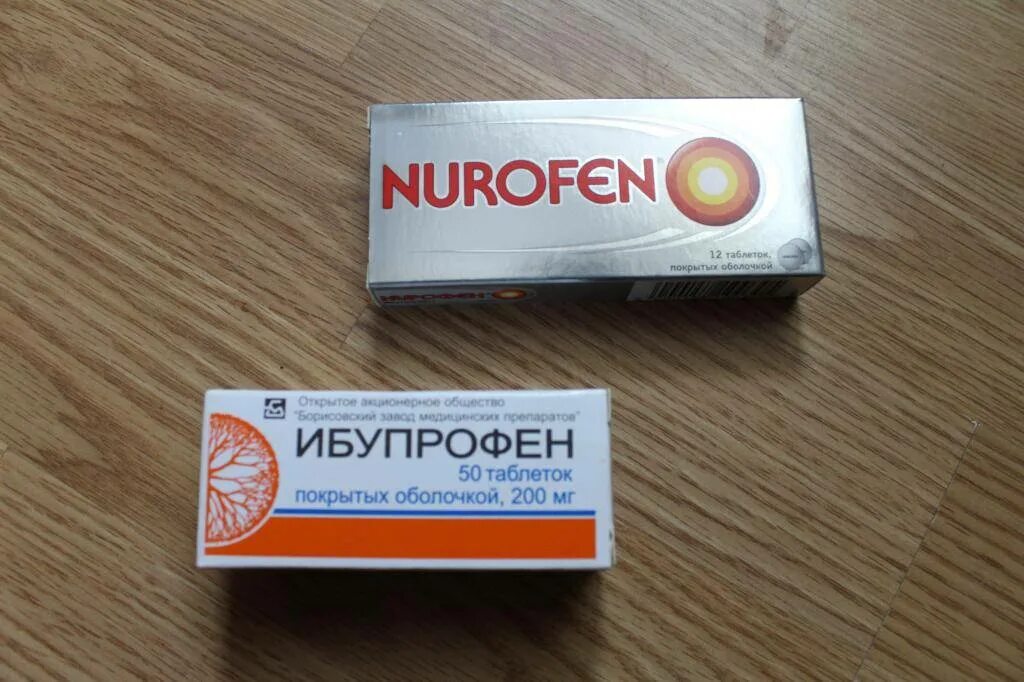 NUROFEN
12 таблеток,
покрытых оболочкой
NUROFEN
Открытое акционерное общество
"Борисовский завод медицинских препаратов"
ИБУПРОФЕН
50 таблеток
покрытых оболочкой, 200 мг